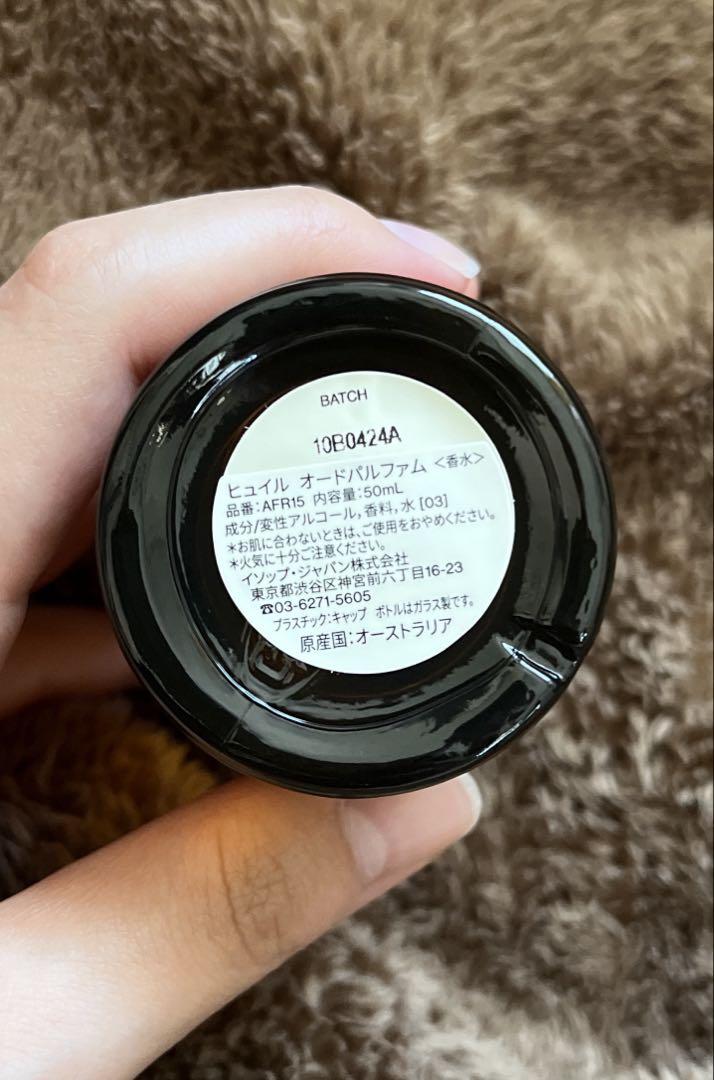 BATCH
10B0424A
ヒュイル オードパルファム <香水>
品番:AFR15 内容量:50mL
成分/変性アルコール,香料,水 [03]
*お肌に合わないときは、ご使用をおやめください。
*火気に十分ご注意ください。
イソップ・ジャパン株式会社
東京都渋谷区神宮前六丁目16-23
☎03-6271-5605
プラスチック:キャップ ボトルはガラス製です。
原産国:オーストラリア